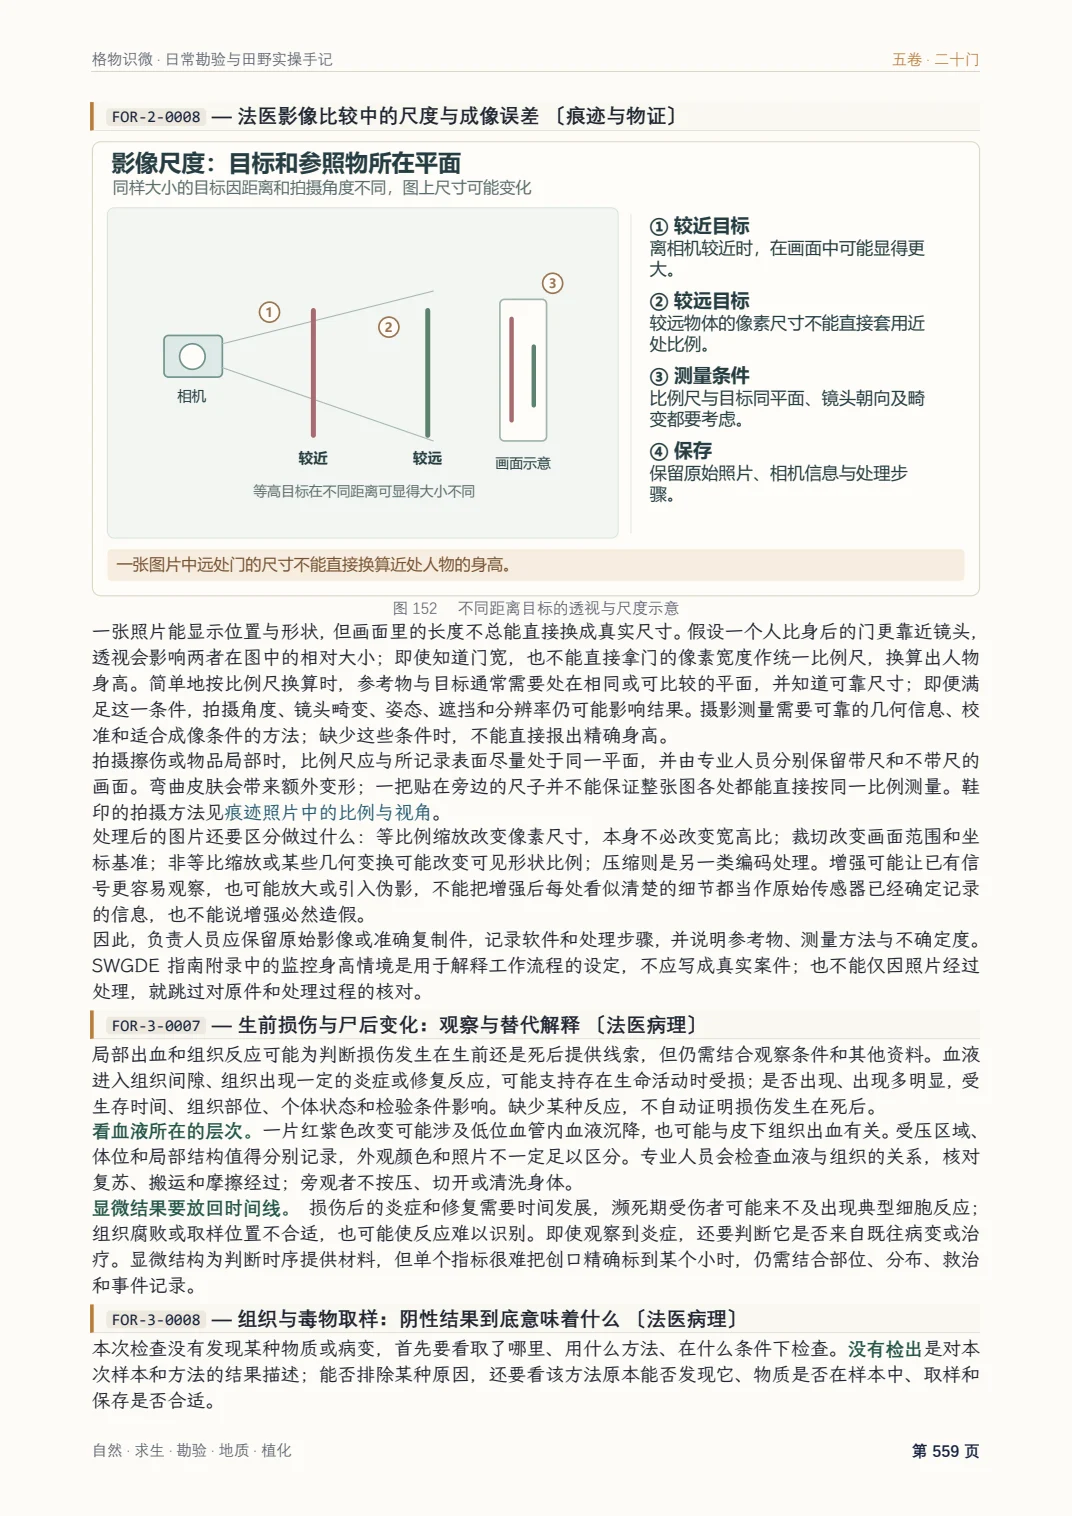 格物识微 · 日常勘验与田野实操手记
五卷 · 二十门
FOR-2-0008 — 法医影像比较中的尺度与成像误差 〔痕迹与物证〕
影像尺度：目标和参照物所在平面
同样大小的目标因距离和拍摄角度不同，图上尺寸可能变化
①
②
③
相机
较近
较远
画面示意
等高目标在不同距离可显得大小不同
① 较近目标
离相机较近时，在画面中可能显得更
大。
② 较远目标
较远物体的像素尺寸不能直接套用近
处比例。
③ 测量条件
比例尺与目标同平面、镜头朝向及畸
变都要考虑。
④ 保存
保留原始照片、相机信息与处理步
骤。
一张图片中远处门的尺寸不能直接换算近处人物的身高。
图 152 不同距离目标的透视与尺度示意
一张照片能显示位置与形状，但画面里的长度不总能直接换成真实尺寸。假设一个人比身后的门更靠近镜头，
透视会影响两者在图中的相对大小；即使知道门宽，也不能直接拿门的像素宽度作统一比例尺，换算出人物
身高。简单地按比例尺换算时，参考物与目标通常需要处在相同或可比较的平面，并知道可靠尺寸；即便满
足这一条件，拍摄角度、镜头畸变、姿态、遮挡和分辨率仍可能影响结果。摄影测量需要可靠的几何信息、校
准和适合成像条件的方法；缺少这些条件时，不能直接报出精确身高。
拍摄擦伤或物品局部时，比例尺应与所记录表面尽量处于同一平面，并由专业人员分别保留带尺和不带尺的
画面。弯曲皮肤会带来额外变形；一把贴在旁边的尺子并不能保证整张图各处都能直接按同一比例测量。鞋
印的拍摄方法见痕迹照片中的比例与视角。
处理后的图片还要区分做过什么：等比例缩放改变像素尺寸，本身不必改变宽高比；裁切改变画面范围和坐
标基准；非等比缩放或某些几何变换可能改变可见形状比例；压缩则是另一类编码处理。增强可能让已有信
号更容易观察，也可能放大或引入伪影，不能把增强后每处看似清楚的细节都当作原始传感器已经确定记录
的信息，也不能说增强必然造假。
因此，负责人员应保留原始影像或准确复制件，记录软件和处理步骤，并说明参考物、测量方法与不确定度。
SWGDE 指南附录中的监控身高情境是用于解释工作流程的设定，不应写成真实案件；也不能仅因照片经过
处理，就跳过对原件和处理过程的核对。
FOR-3-0007 — 生前损伤与尸后变化：观察与替代解释 〔法医病理〕
局部出血和组织反应可能为判断损伤发生在生前还是死后提供线索，但仍需结合观察条件和其他资料。血液
进入组织间隙、组织出现一定的炎症或修复反应，可能支持存在生命活动时受损；是否出现、出现多明显，受
生存时间、组织部位、个体状态和检验条件影响。缺少某种反应，不自动证明损伤发生在死后。
看血液所在的层次。一片红紫色改变可能涉及低位血管内血液沉降，也可能与皮下组织出血有关。受压区域、
体位和局部结构值得分别记录，外观颜色和照片不一定足以区分。专业人员会检查血液与组织的关系，核对
复苏、搬运和摩擦经过；旁观者不按压、切开或清洗身体。
显微结果要放回时间线。 损伤后的炎症和修复需要时间发展，濒死期受伤者可能来不及出现典型细胞反应；
组织腐败或取样位置不合适，也可能使反应难以识别。即使观察到炎症，还要判断它是否来自既往病变或治
疗。显微结构为判断时序提供材料，但单个指标很难把创口精确标到某个小时，仍需结合部位、分布、救治
和事件记录。
FOR-3-0008 — 组织与毒物取样：阴性结果到底意味着什么 〔法医病理〕
本次检查没有发现某种物质或病变，首先要看取了哪里、用什么方法、在什么条件下检查。没有检出是对本
次样本和方法的结果描述；能否排除某种原因，还要看该方法原本能否发现它、物质是否在样本中、取样和
保存是否合适。
自然 · 求生 · 勘验 · 地质 · 植化
第 559 页